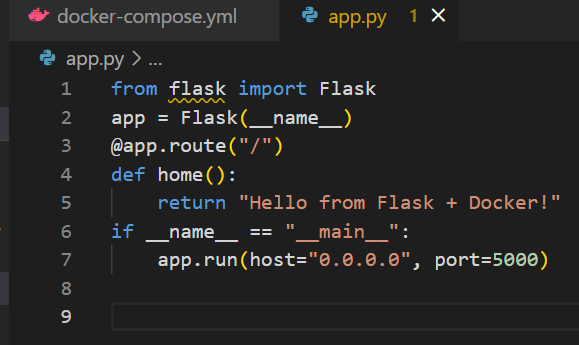 docker-compose.yml app.py 1 ×
app.py > ...
1 from flask import Flask
2 app = Flask(__name__)
3 @app.route("/")
4 def home():
5     return "Hello from Flask + Docker!"
6 if __name__ == "__main__":
7     app.run(host="0.0.0.0", port=5000)
8
9